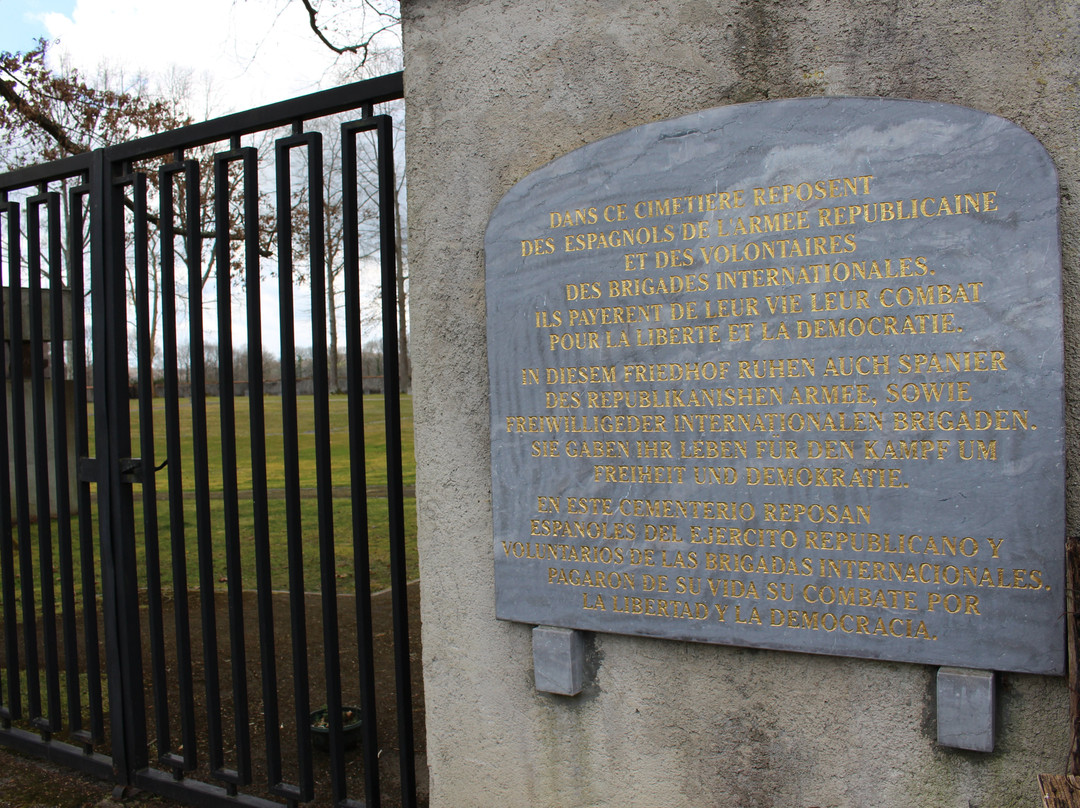 DANS CE CIMETIERE REPOSENT
DES ESPAGNOLS DE L'ARMEE REPUBLICAINE
ET DES VOLONTAIRES
DES BRIGADES INTERNATIONALES.
ILS PAYERENT DE LEUR VIE LEUR COMBAT
POUR LA LIBERTE ET LA DEMOCRATIE.
IN DIESEM FRIEDHOF RUHEN AUCH SPANIER
DES REPUBLIKANISHEN ARMEE, SOWIE
FREIWILLIGEDER INTERNATIONALEN BRIGADEN.
SIE GABEN IHR LEBEN FÜR DEN KAMPF UM
FREIHEIT UND DEMOKRATIE.
EN ESTE CEMENTERIO REPOSAN
ESPANOLES DEL EJERCITO REPUBLICANO Y
VOLUNTARIOS DE LAS BRIGADAS INTERNACIONALES.
PAGARON DE SU VIDA SU COMBATE POR
LA LIBERTAD Y LA DEMOCRACIA.